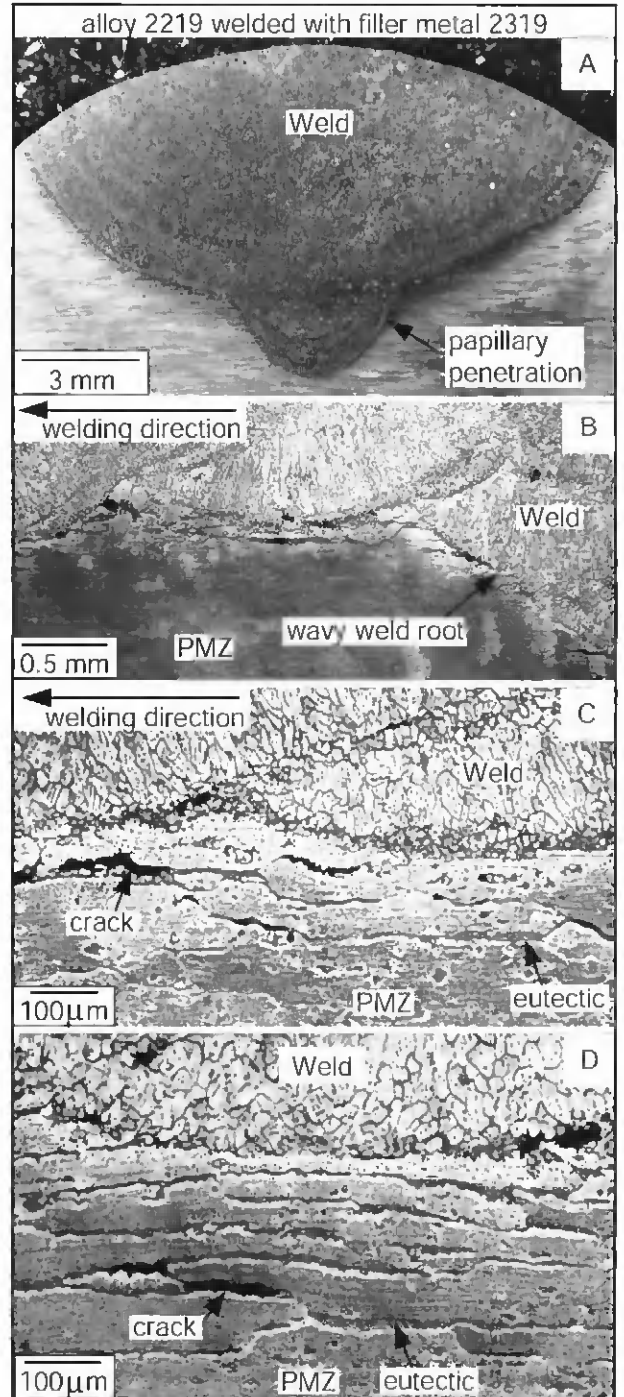 alloy 2219 welded with filler metal 2319
A
Weld
papillary
penetration
3 mm
B
welding direction
Weld
wavy weld root
PMZ
0.5 mm
C
welding direction
Weld
crack
eutectic
100μm
PMZ
D
Weld
crack
eutectic
100μm
PMZ